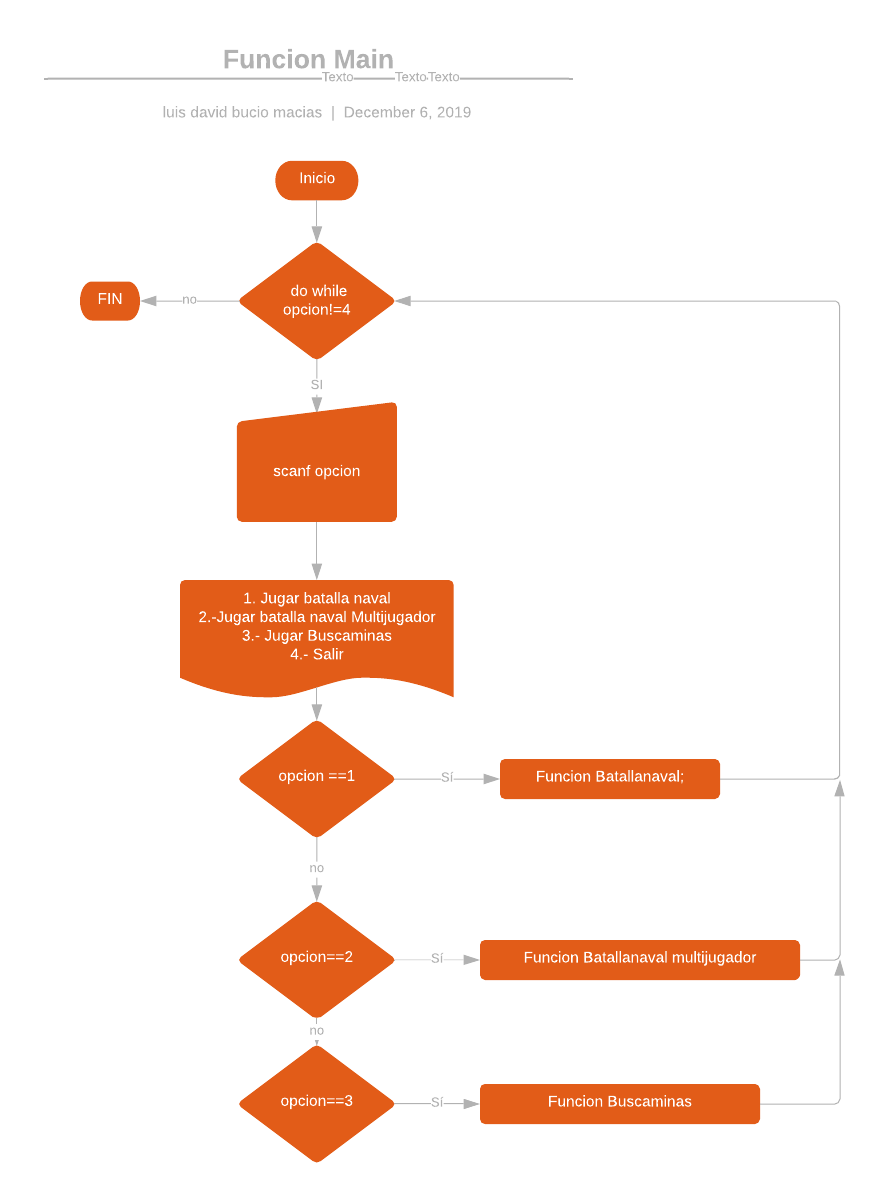 Funcion Main
Texto Texto Texto
luis david bucio macias | December 6, 2019
Inicio
do while
opcion!=4
no
FIN
SI
scanf opcion
1. Jugar batalla naval
2.-Jugar batalla naval Multijugador
3.- Jugar Buscaminas
4.- Salir
opcion ==1
Sí
Funcion Batallanaval;
no
opcion==2
Sí
Funcion Batallanaval multijugador
no
opcion==3
Sí
Funcion Buscaminas